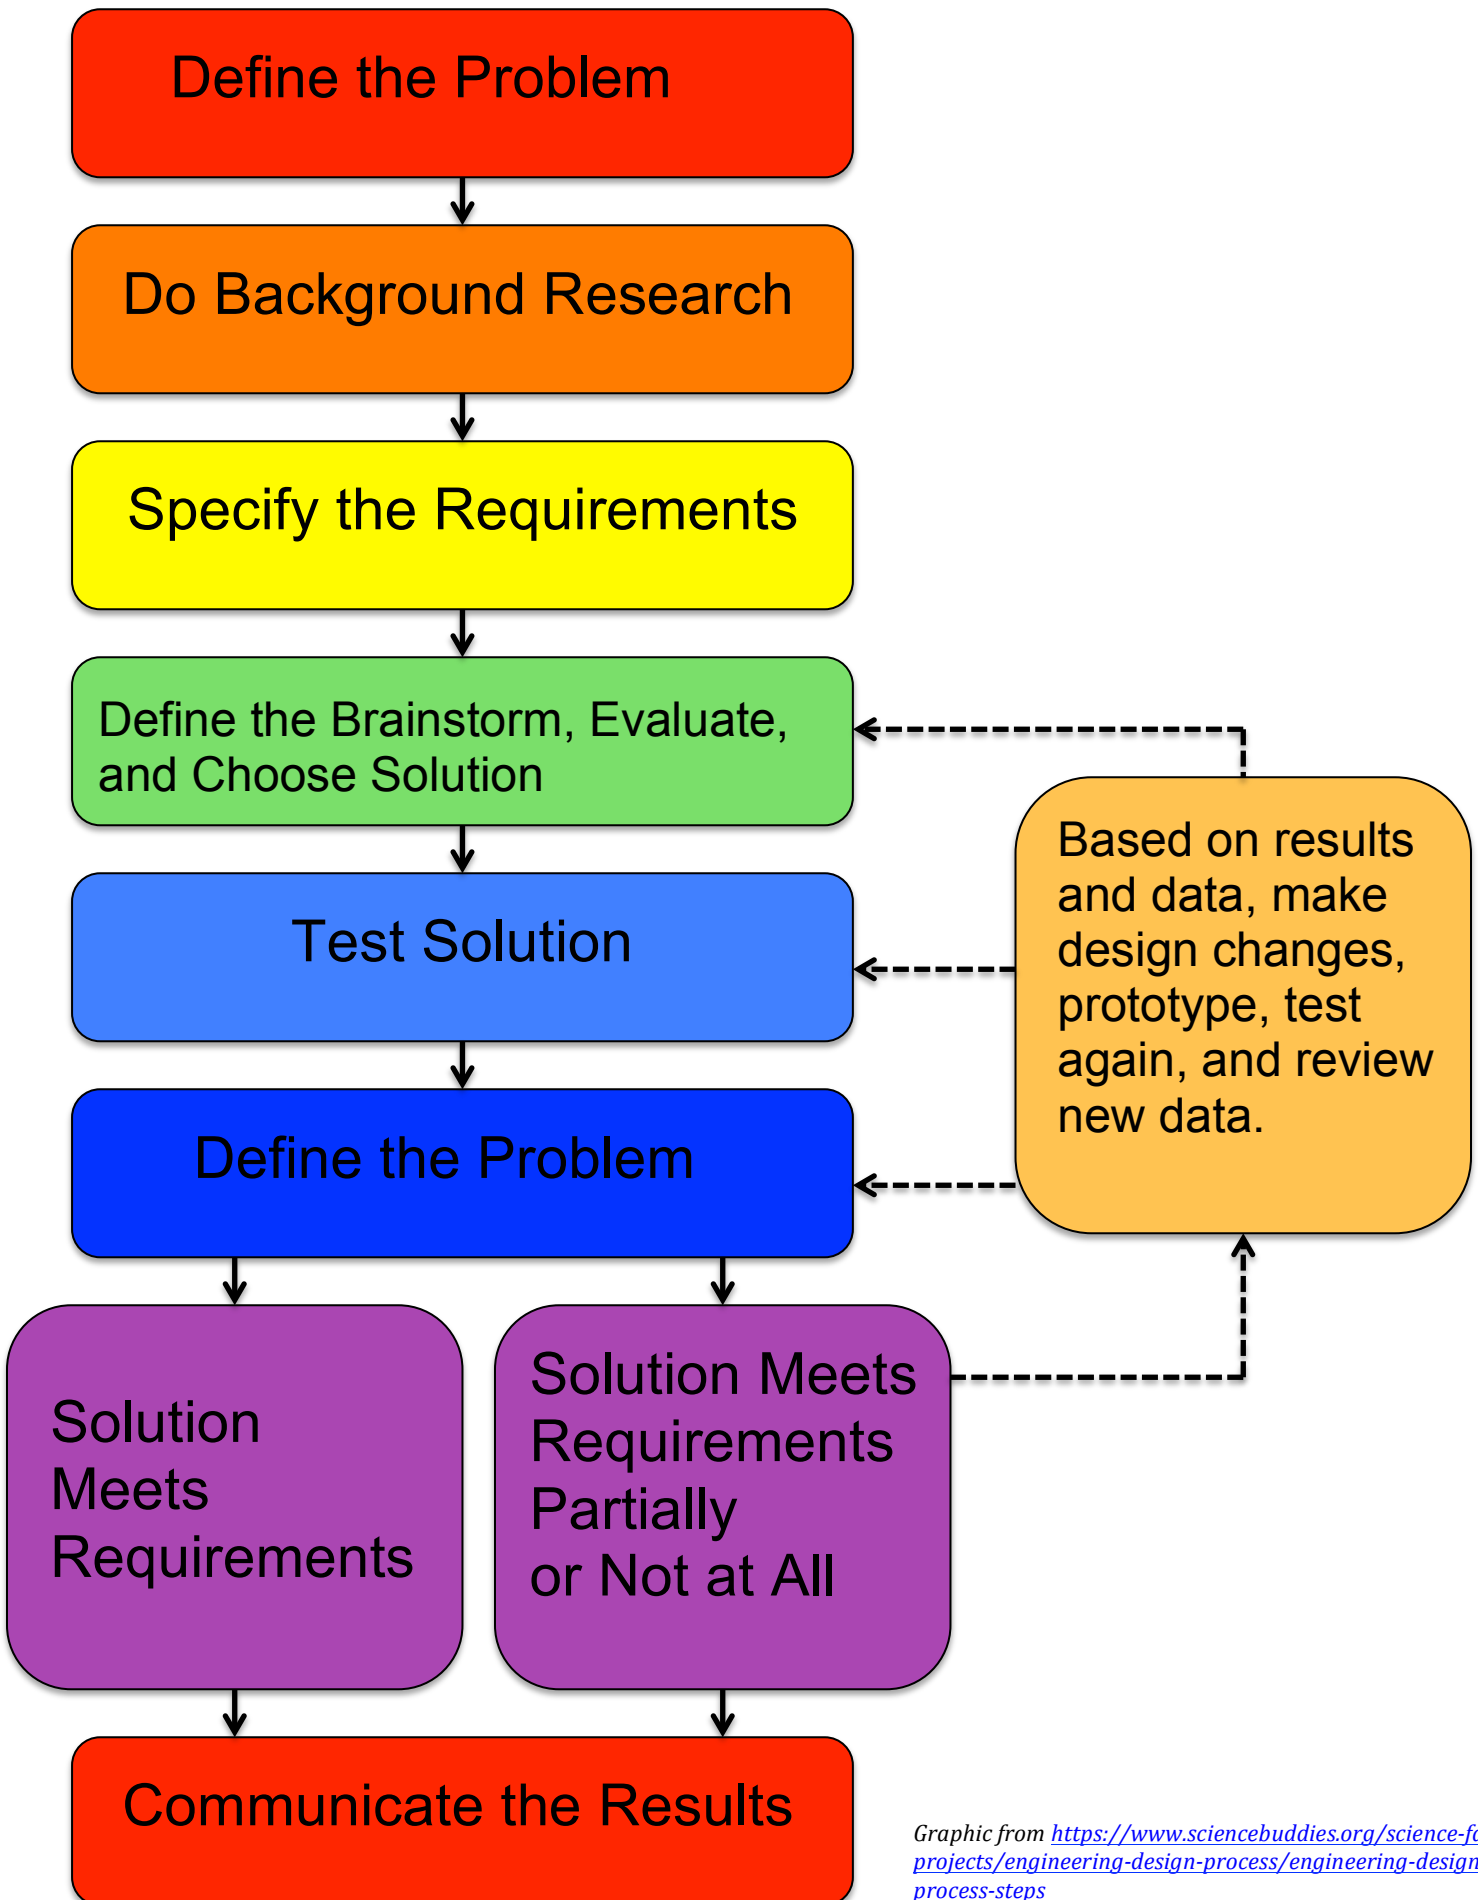 Define the Problem
Do Background Research
Specify the Requirements
Define the Brainstorm, Evaluate,
and Choose Solution
Test Solution
Based on results
and data, make
design changes,
prototype, test
again, and review
new data.
Define the Problem
Solution
Meets
Requirements
Solution Meets
Requirements
Partially
or Not at All
Communicate the Results
Graphic from https://www.sciencebuddies.org/science-fa
projects/engineering-design-process/engineering-design
process-steps